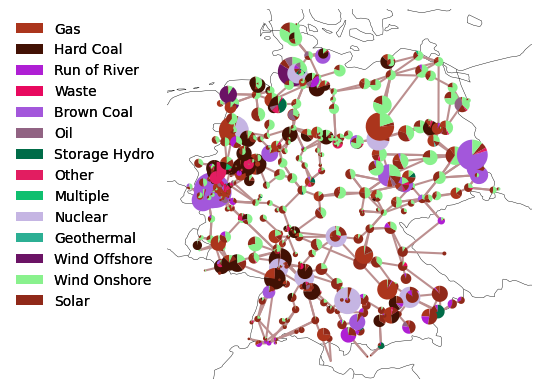 Gas
Hard Coal
Run of River
Waste
Brown Coal
Oil
Storage Hydro
Other
Multiple
Nuclear
Geothermal
Wind Offshore
Wind Onshore
Solar